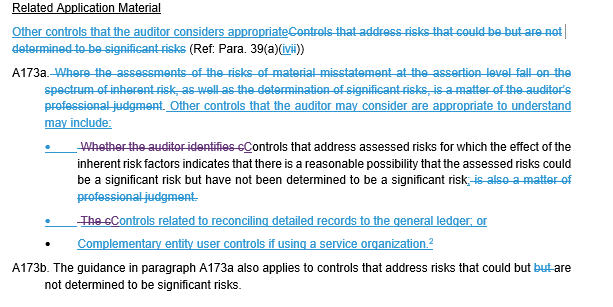 Related Application Material
Other controls that the auditor considers appropriateControls that address risks that could be but are not
determined to be significant risks (Ref: Para. 39(a)(ivii))
A173a. Where the assessments of the risks of material misstatement at the assertion level fall on the
spectrum of inherent risk, as well as the determination of significant risks, is a matter of the auditor's
professional judgment. Other controls that the auditor may consider are appropriate to understand
may include:
• Whether the auditor identifies cControls that address assessed risks for which the effect of the
inherent risk factors indicates that there is a reasonable possibility that the assessed risks could
be a significant risk but have not been determined to be a significant risk; is also a matter of
professional judgment.
• The cControls related to reconciling detailed records to the general ledger; or
• Complementary entity user controls if using a service organization.2
A173b. The guidance in paragraph A173a also applies to controls that address risks that could but but are
not determined to be significant risks.